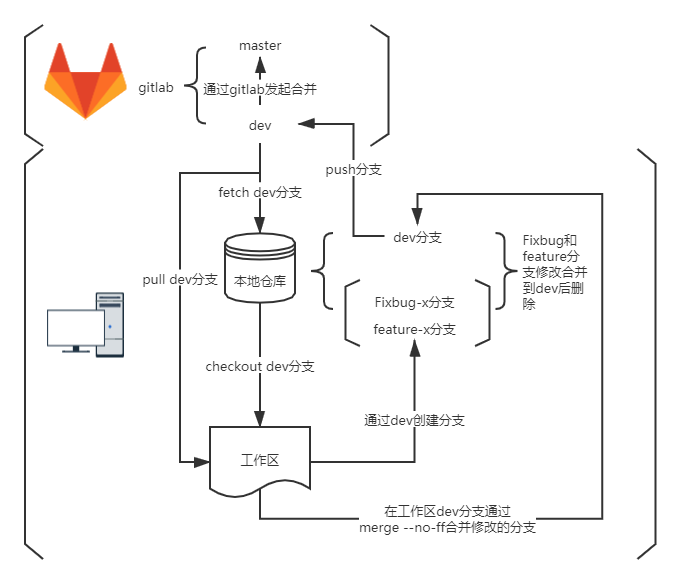 master
gitlab
通过gitlab发起合并
dev
push分支
fetch dev分支
dev分支
Fixbug和
feature分
支修改合并
到dev后删
除
pull dev分支
本地仓库
Fixbug-x分支
feature-x分支
checkout dev分支
通过dev创建分支
工作区
在工作区dev分支通过
merge --no-ff合并修改的分支